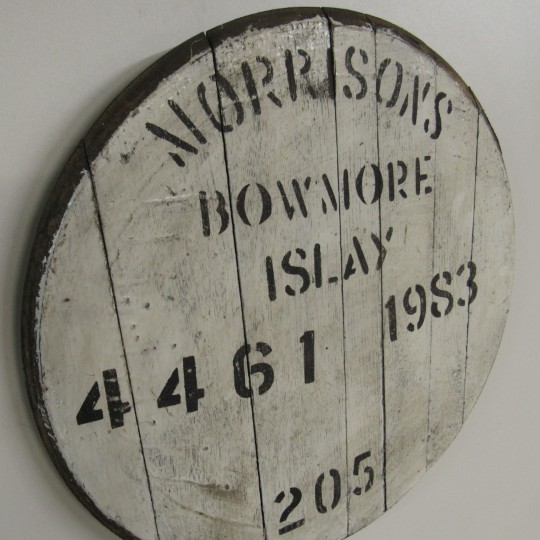 MORRISONS
BOWMORE
ISLAY
4461 1983
205